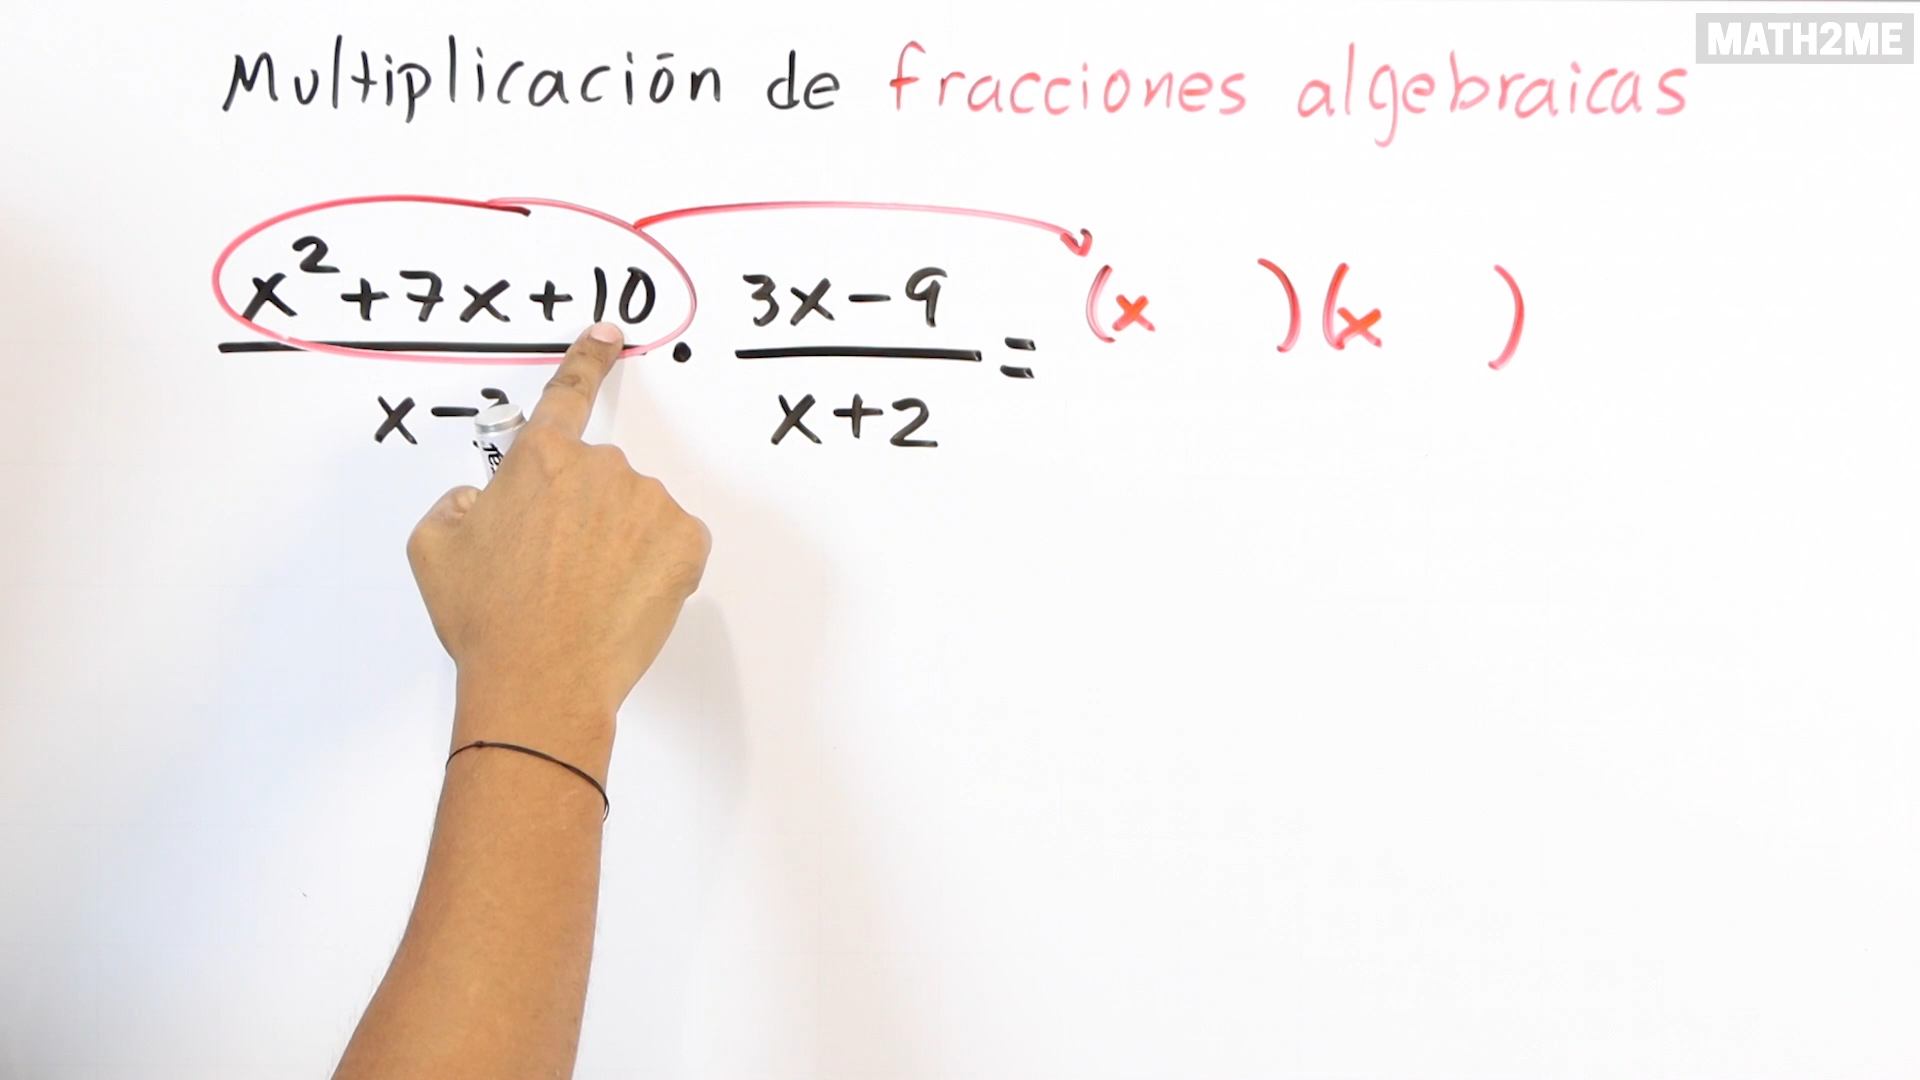 MATH2ME
Multiplicación de fracciones algebraicas
x²+7x+10 · 3x-9 = (x )(x )
x- x+2